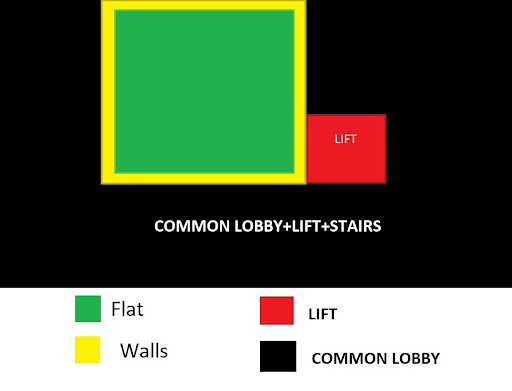 LIFT
COMMON LOBBY+LIFT+STAIRS
Flat
LIFT
Walls
COMMON LOBBY